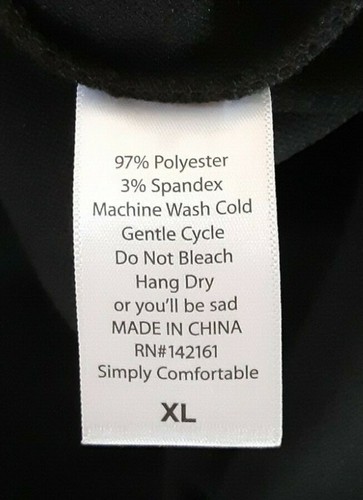 97% Polyester
3% Spandex
Machine Wash Cold
Gentle Cycle
Do Not Bleach
Hang Dry
or you'll be sad
MADE IN CHINA
RN#142161
Simply Comfortable
XL